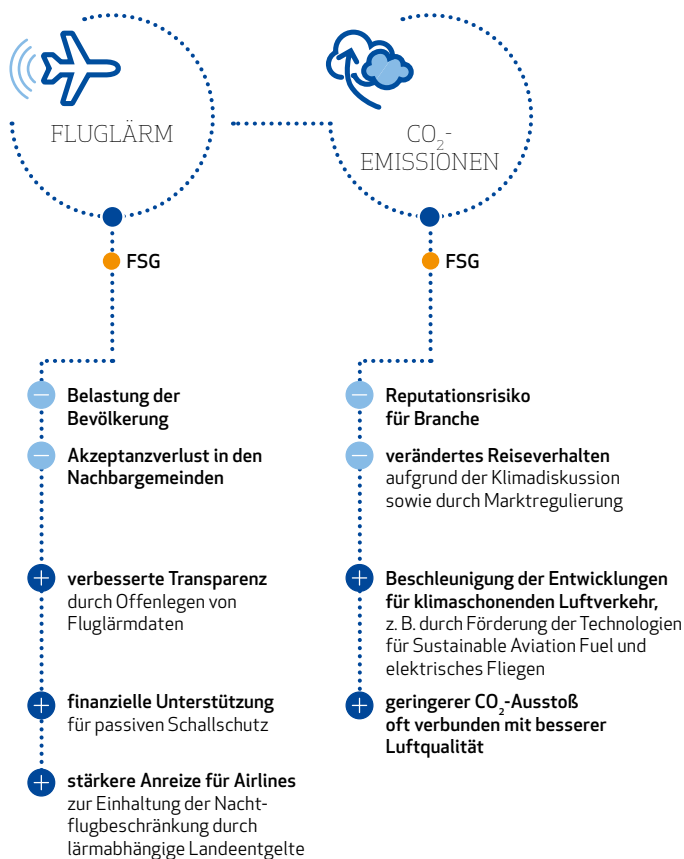 FLUGLÄRM
FSG
− Belastung der
Bevölkerung
− Akzeptanzverlust in den
Nachbargemeinden
+ verbesserte Transparenz
durch Offenlegen von
Fluglärmdaten
+ finanzielle Unterstützung
für passiven Schallschutz
+ stärkere Anreize für Airlines
zur Einhaltung der Nacht-
flugbeschränkung durch
lärmabhängige Landeentgelte
CO₂-
EMISSIONEN
FSG
− Reputationsrisiko
für Branche
− verändertes Reiseverhalten
aufgrund der Klimadiskussion
sowie durch Marktregulierung
+ Beschleunigung der Entwicklungen
für klimaschonenden Luftverkehr,
z. B. durch Förderung der Technologien
für Sustainable Aviation Fuel und
elektrisches Fliegen
+ geringerer CO₂-Ausstoß
oft verbunden mit besserer
Luftqualität